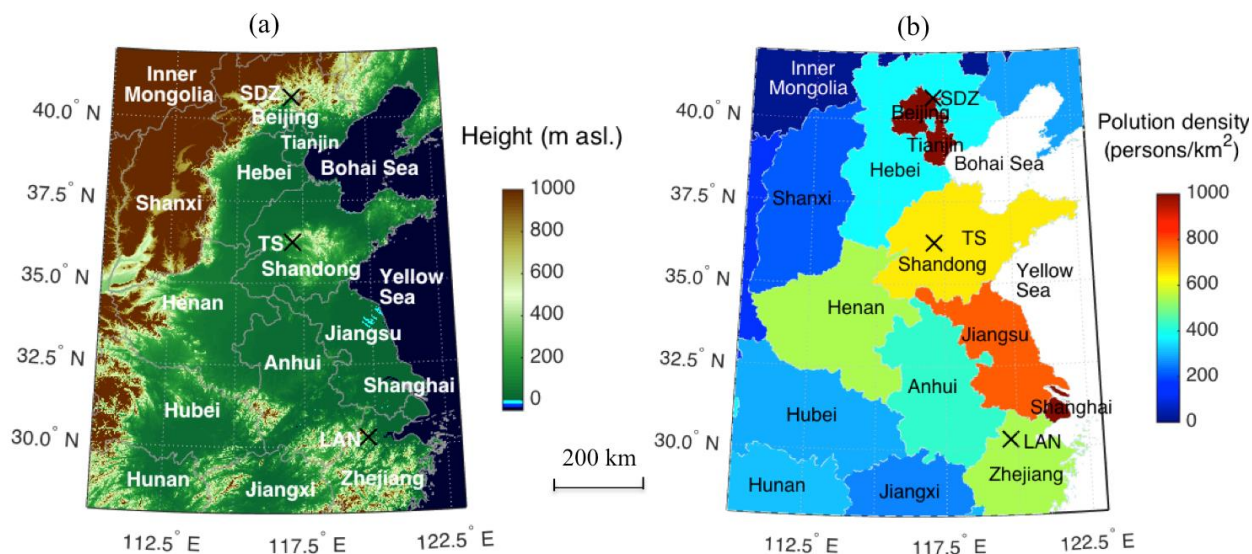 (a)
Inner
Mongolia
SDZ
Beijing
Tianjin
Hebei
Bohai Sea
Shanxi
TS
Shandong
Yellow
Sea
Henan
Jiangsu
Anhui
Shanghai
Hubei
LAN
Zhejiang
Hunan
Jiangxi
40.0° N
37.5° N
35.0° N
32.5° N
30.0° N
112.5° E
117.5° E
122.5° E
Height (m asl.)
1000
800
600
400
200
0
200 km
(b)
Inner
Mongolia
SDZ
Beijing
Tianjin
Bohai Sea
Hebei
Shanxi
TS
Shandong
Yellow
Sea
Henan
Jiangsu
Anhui
Hubei
Shanghai
LAN
Zhejiang
Hunan
Jiangxi
40.0° N
37.5° N
35.0° N
32.5° N
30.0° N
112.5° E
117.5° E
122.5° E
Polution density
(persons/km²)
1000
800
600
400
200
0